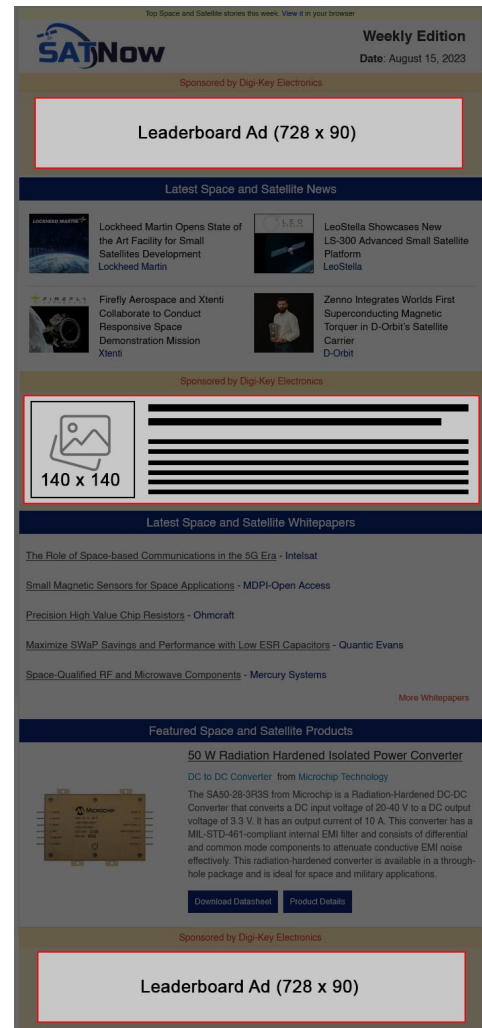 Top Space and Satellite stories this week. View it in your browser
SATNow
Weekly Edition
Date: August 15, 2023
Sponsored by Digi-Key Electronics
Leaderboard Ad (728 x 90)
Latest Space and Satellite News
LOCKHEED MARTIN
Lockheed Martin Opens State of
the Art Facility for Small
Satellites Development
Lockheed Martin
LEO
LeoStella Showcases New
LS-300 Advanced Small Satellite
Platform
LeoStella
FIREFLY
Firefly Aerospace and Xtenti
Collaborate to Conduct
Responsive Space
Demonstration Mission
Xtenti
Zenno Integrates Worlds First
Superconducting Magnetic
Torquer in D-Orbit's Satellite
Carrier
D-Orbit
Sponsored by Digi-Key Electronics
140 x 140
Latest Space and Satellite Whitepapers
The Role of Space-based Communications in the 5G Era - Intelsat
Small Magnetic Sensors for Space Applications - MDPI-Open Access
Precision High Value Chip Resistors - Ohmcraft
Maximize SWaP Savings and Performance with Low ESR Capacitors - Quantic Evans
Space-Qualified RF and Microwave Components - Mercury Systems
More Whitepapers
Featured Space and Satellite Products
MICROCHIP
50 W Radiation Hardened Isolated Power Converter
DC to DC Converter from Microchip Technology
The SA50-28-3R3S from Microchip is a Radiation-Hardened DC-DC
Converter that converts a DC input voltage of 20-40 V to a DC output
voltage of 3.3 V. It has an output current of 10 A. This converter has a
MIL-STD-461-compliant internal EMI filter and consists of differential
and common mode components to attenuate conductive EMI noise
effectively. This radiation-hardened converter is available in a through-
hole package and is ideal for space and military applications.
Download Datasheet
Product Details
Sponsored by Digi-Key Electronics
Leaderboard Ad (728 x 90)